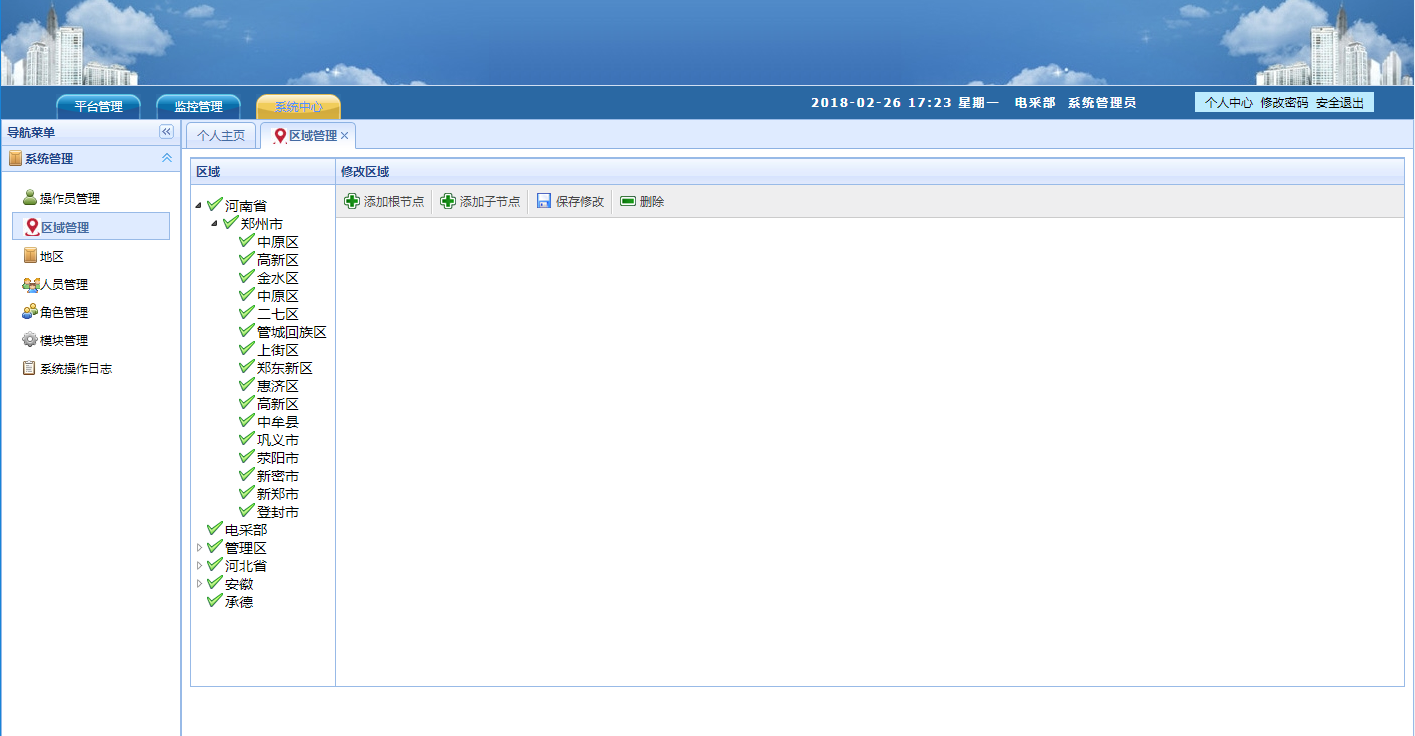 平台管理 监控管理 系统中心 2018-02-26 17:23 星期一 电采部 系统管理员 个人中心 修改密码 安全退出
导航菜单
系统管理
操作员管理
区域管理
地区
人员管理
角色管理
模块管理
系统操作日志
个人主页 区域管理
区域
河南省
郑州市
中原区
高新区
金水区
中原区
二七区
管城回族区
上街区
郑东新区
惠济区
高新区
中牟县
巩义市
荥阳市
新密市
新郑市
登封市
电采部
管理区
河北省
安徽
承德
修改区域
添加根节点 添加子节点 保存修改 删除